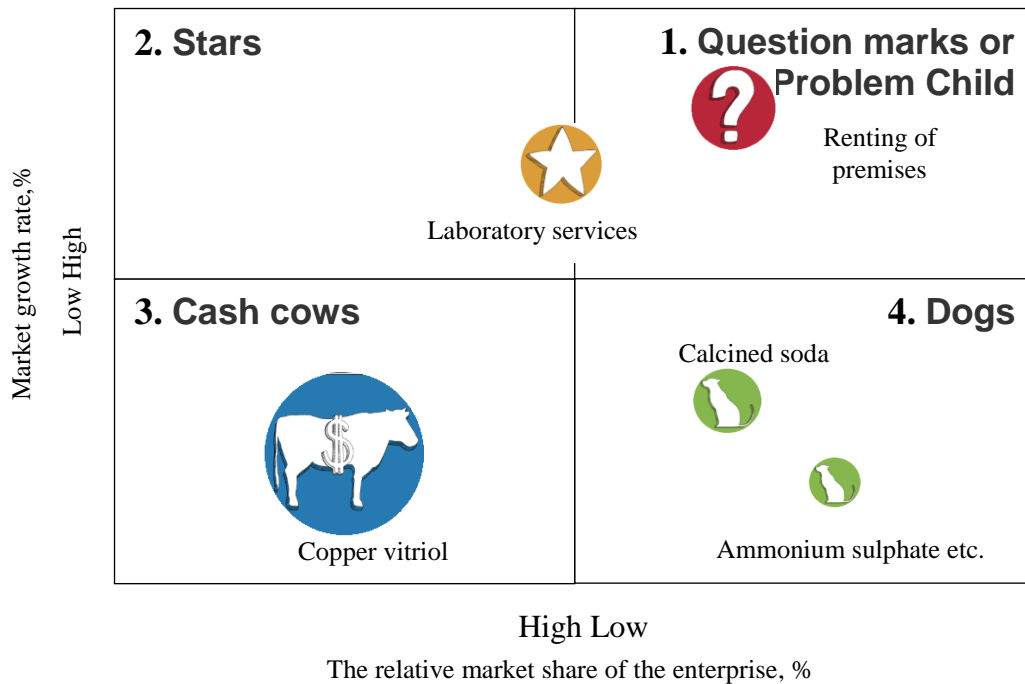 2. Stars
1. Question marks or
Problem Child
?
Renting of
premises
Laboratory services
Market growth rate,%
Low High
3. Cash cows
4. Dogs
Calcined soda
$
Copper vitriol
Ammonium sulphate etc.
High Low
The relative market share of the enterprise, %